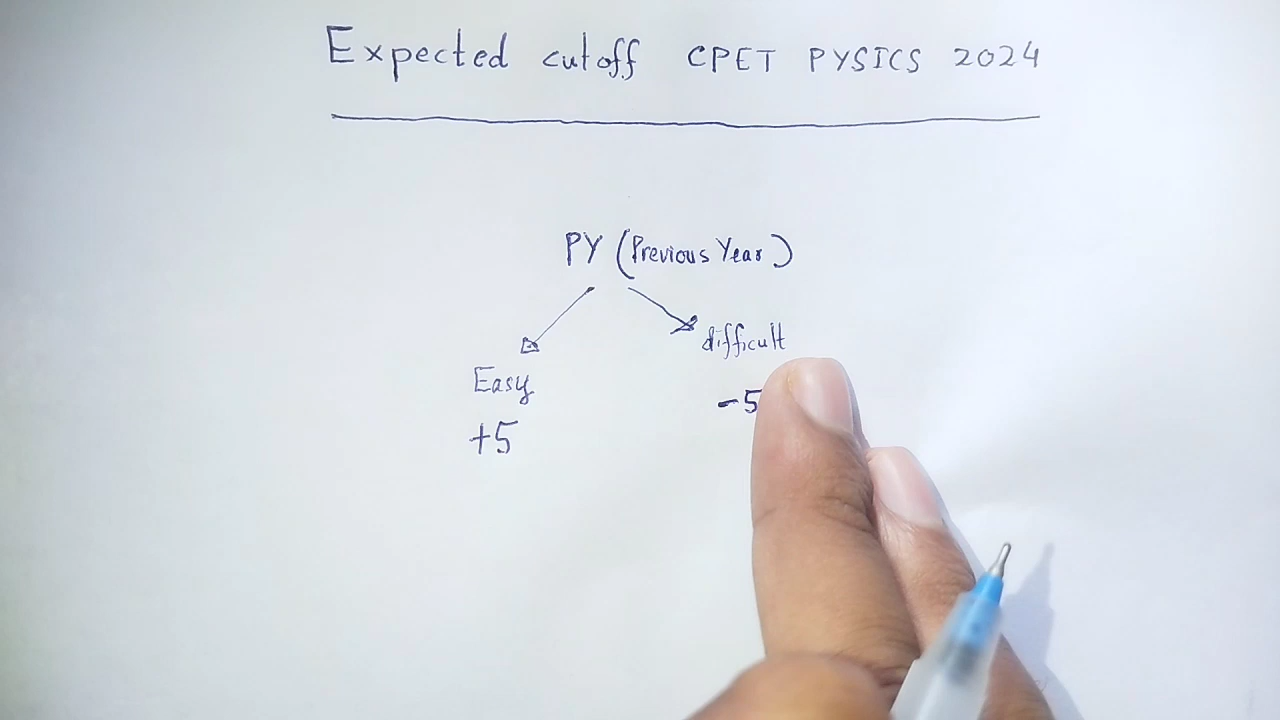 Expected cutoff CPET PYSICS 2024
PY (Previous Year)
difficult
Easy
-5
+5